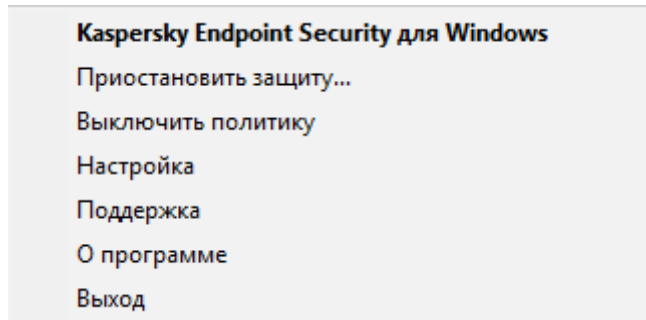 Kaspersky Endpoint Security для Windows
Приостановить защиту...
Выключить политику
Настройка
Поддержка
О программе
Выход